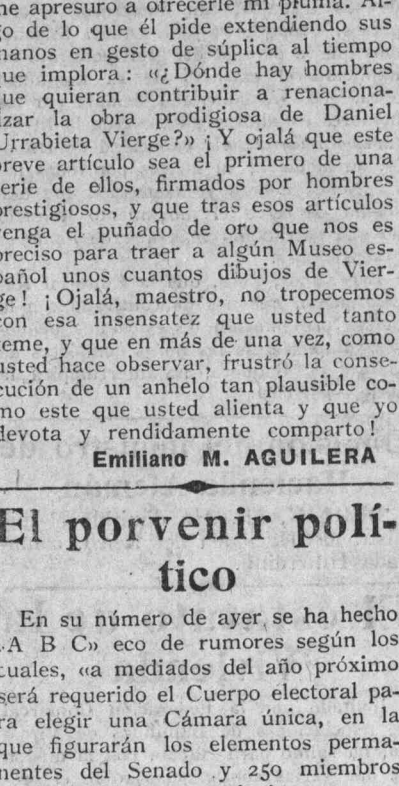 me apresuro a ofrecerle mi pluma. Al-
go de lo que él pide extendiendo sus
manos en gesto de súplica al tiempo
que implora: «¿Dónde hay hombres
que quieran contribuir a renaciona-
izar la obra prodigiosa de Daniel
Urrabieta Vierge?» ¡Y ojalá que este
breve artículo sea el primero de una
serie de ellos, firmados por hombres
prestigiosos, y que tras esos artículos
venga el puñado de oro que nos es
preciso para traer a algún Museo es-
pañol unos cuantos dibujos de Vier-
ge! ¡Ojalá, maestro, no tropecemos
con esa insensatez que usted tanto
teme, y que en más de una vez, como
usted hace observar, frustró la conse-
cución de un anhelo tan plausible co-
mo este que usted alienta y que yo
devota y rendidamente comparto!
Emiliano M. AGUILERA
El porvenir polí-
tico
En su número de ayer se ha hecho
«A B C» eco de rumores según los
cuales, «a mediados del año próximo
será requerido el Cuerpo electoral pa-
ra elegir una Cámara única, en la
que figurarán los elementos perma-
nentes del Senado y 250 miembros